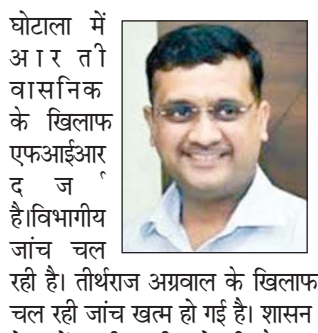 घोटाला में
आरती
वासनिक
के खिलाफ
एफआईआर
दर्ज
है।विभागीय
जांच चल
रही है। तीर्थराज अग्रवाल के खिलाफ
चल रही जांच खत्म हो गई है। शासन